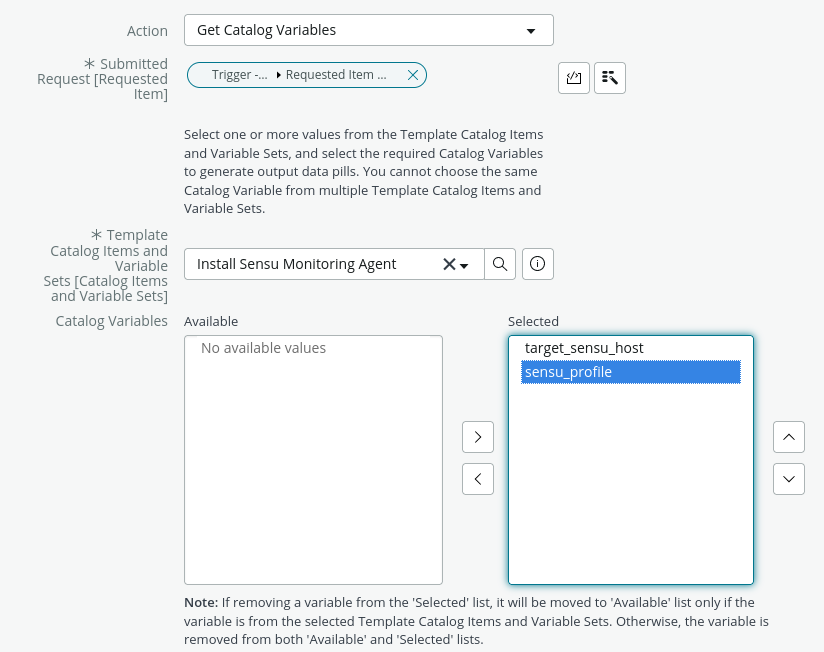 Action
Get Catalog Variables
✳ Submitted
Request [Requested
Item]
Trigger -... ▸ Requested Item ...
Select one or more values from the Template Catalog Items
and Variable Sets, and select the required Catalog Variables
to generate output data pills. You cannot choose the same
Catalog Variable from multiple Template Catalog Items and
Variable Sets.
✳ Template
Catalog Items and
Variable
Sets [Catalog Items
and Variable Sets]
Install Sensu Monitoring Agent
Catalog Variables
Available
Selected
No available values
target_sensu_host
sensu_profile
Note: If removing a variable from the 'Selected' list, it will be moved to 'Available' list only if the
variable is from the selected Template Catalog Items and Variable Sets. Otherwise, the variable is
removed from both 'Available' and 'Selected' lists.